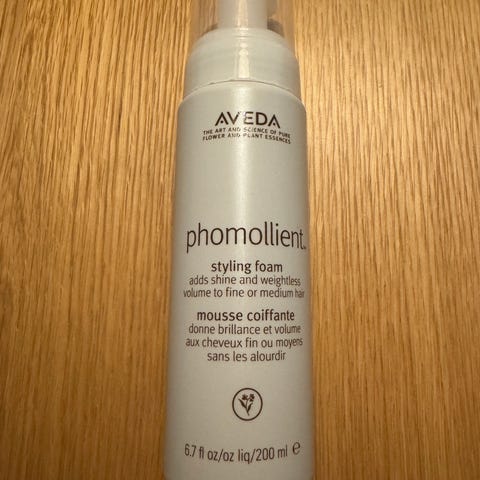 AVEDA
THE ART AND SCIENCE OF PURE
FLOWER AND PLANT ESSENCES
phomollient™
styling foam
adds shine and weightless
volume to fine or medium hair
mousse coiffante
donne brillance et volume
aux cheveux fin ou moyens
sans les alourdir
6.7 fl oz/oz liq/200 ml ℮